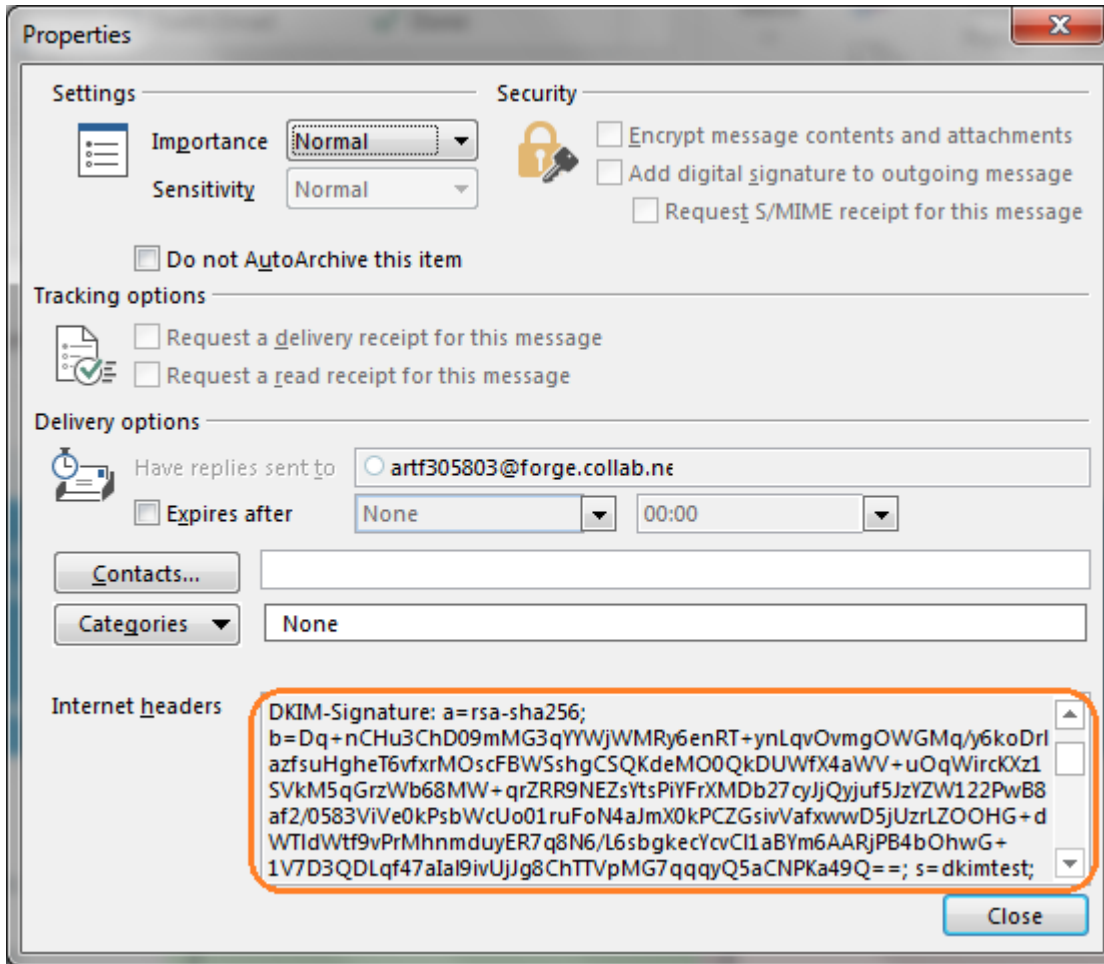 Properties
Settings
Security
Importance
Normal
Encrypt message contents and attachments
Sensitivity
Normal
Add digital signature to outgoing message
Request S/MIME receipt for this message
Do not AutoArchive this item
Tracking options
Request a delivery receipt for this message
Request a read receipt for this message
Delivery options
Have replies sent to
artf305803@forge.collab.ne
Expires after
None
00:00
Contacts...
Categories
None
Internet headers
DKIM-Signature: a=rsa-sha256;
b=Dq+nCHu3ChD09mMG3qYYWjWMRy6enRT+ynLqvOvmgOWGMq/y6koDrI
azfsuHgheT6vfxrMOscFBWSshgCSQKdeMO0QkDUWfX4aWV+uOqWircKXz1
SVkM5qGrzWb68MW+qrZRR9NEZsYtsPiYFrXMDb27cyJjQyjuf5JzYZW122PwB8
af2/0583ViVe0kPsbWcUo01ruFoN4aJmX0kPCZGsivVafxwwD5jUzrLZOOHG+d
WTIdWtf9vPrMhnmduyER7q8N6/L6sbgkecYcvCl1aBYm6AARjPB4bOhwG+
1V7D3QDLqf47aIaI9ivUjJg8ChTTVpMG7qqqyQ5aCNPKa49Q==; s=dkimtest;
Close